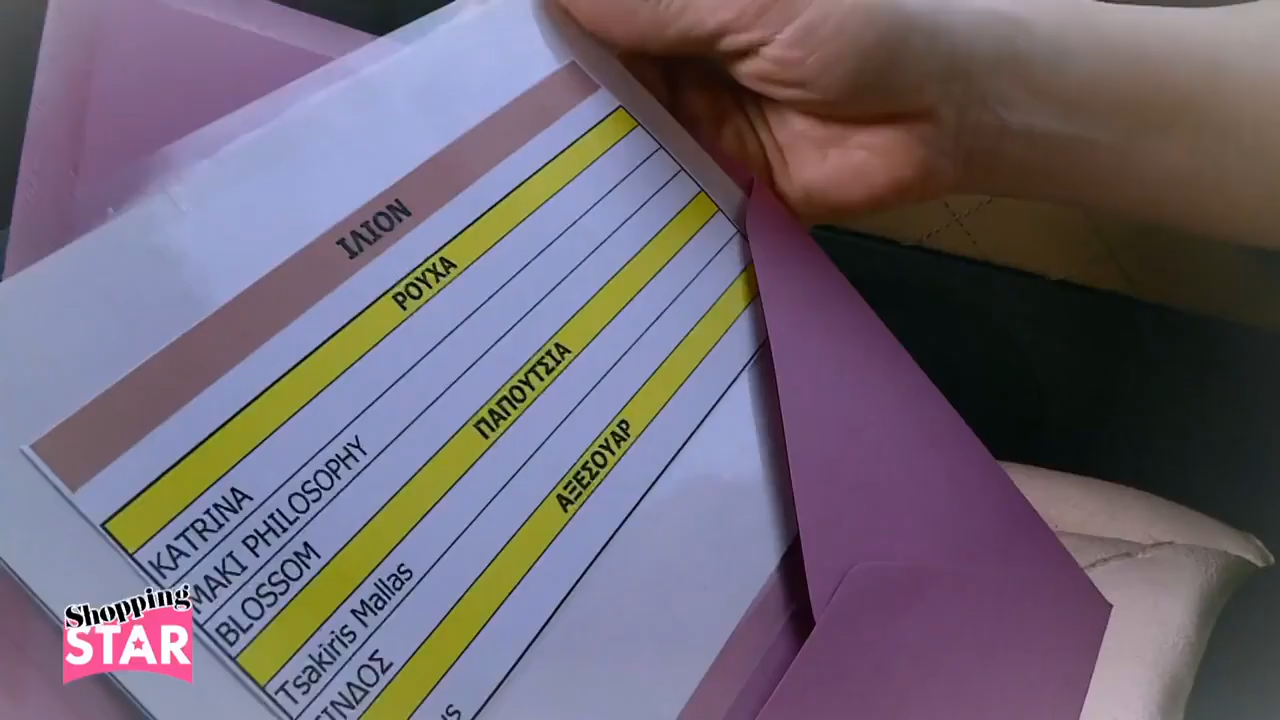 ΙΛΙΟΝ
ΡΟΥΧΑ
KATRINA
MAKI PHILOSOPHY
BLOSSOM
ΠΑΠΟΥΤΣΙΑ
Tsakiris Mallas
ΑΞΕΣΟΥΑΡ
Shopping
STAR